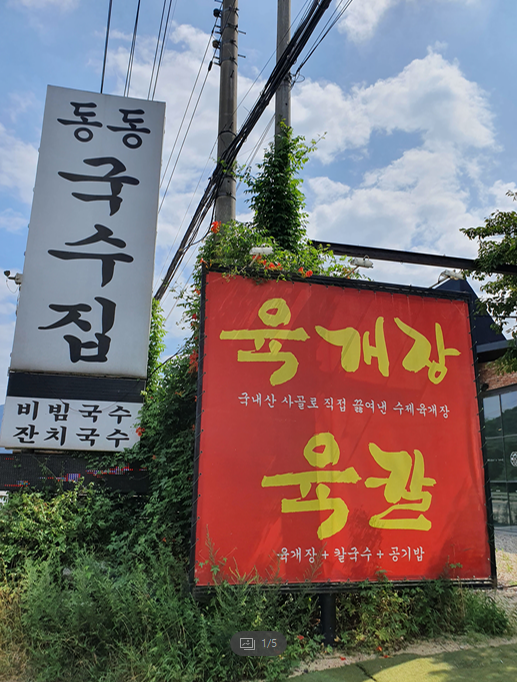 동동
국수집
비빔국수
잔치국수
육개장
국내산 사골로 직접 끓여낸 수제육개장
육칼
육개장 + 칼국수 + 공기밥
1/5